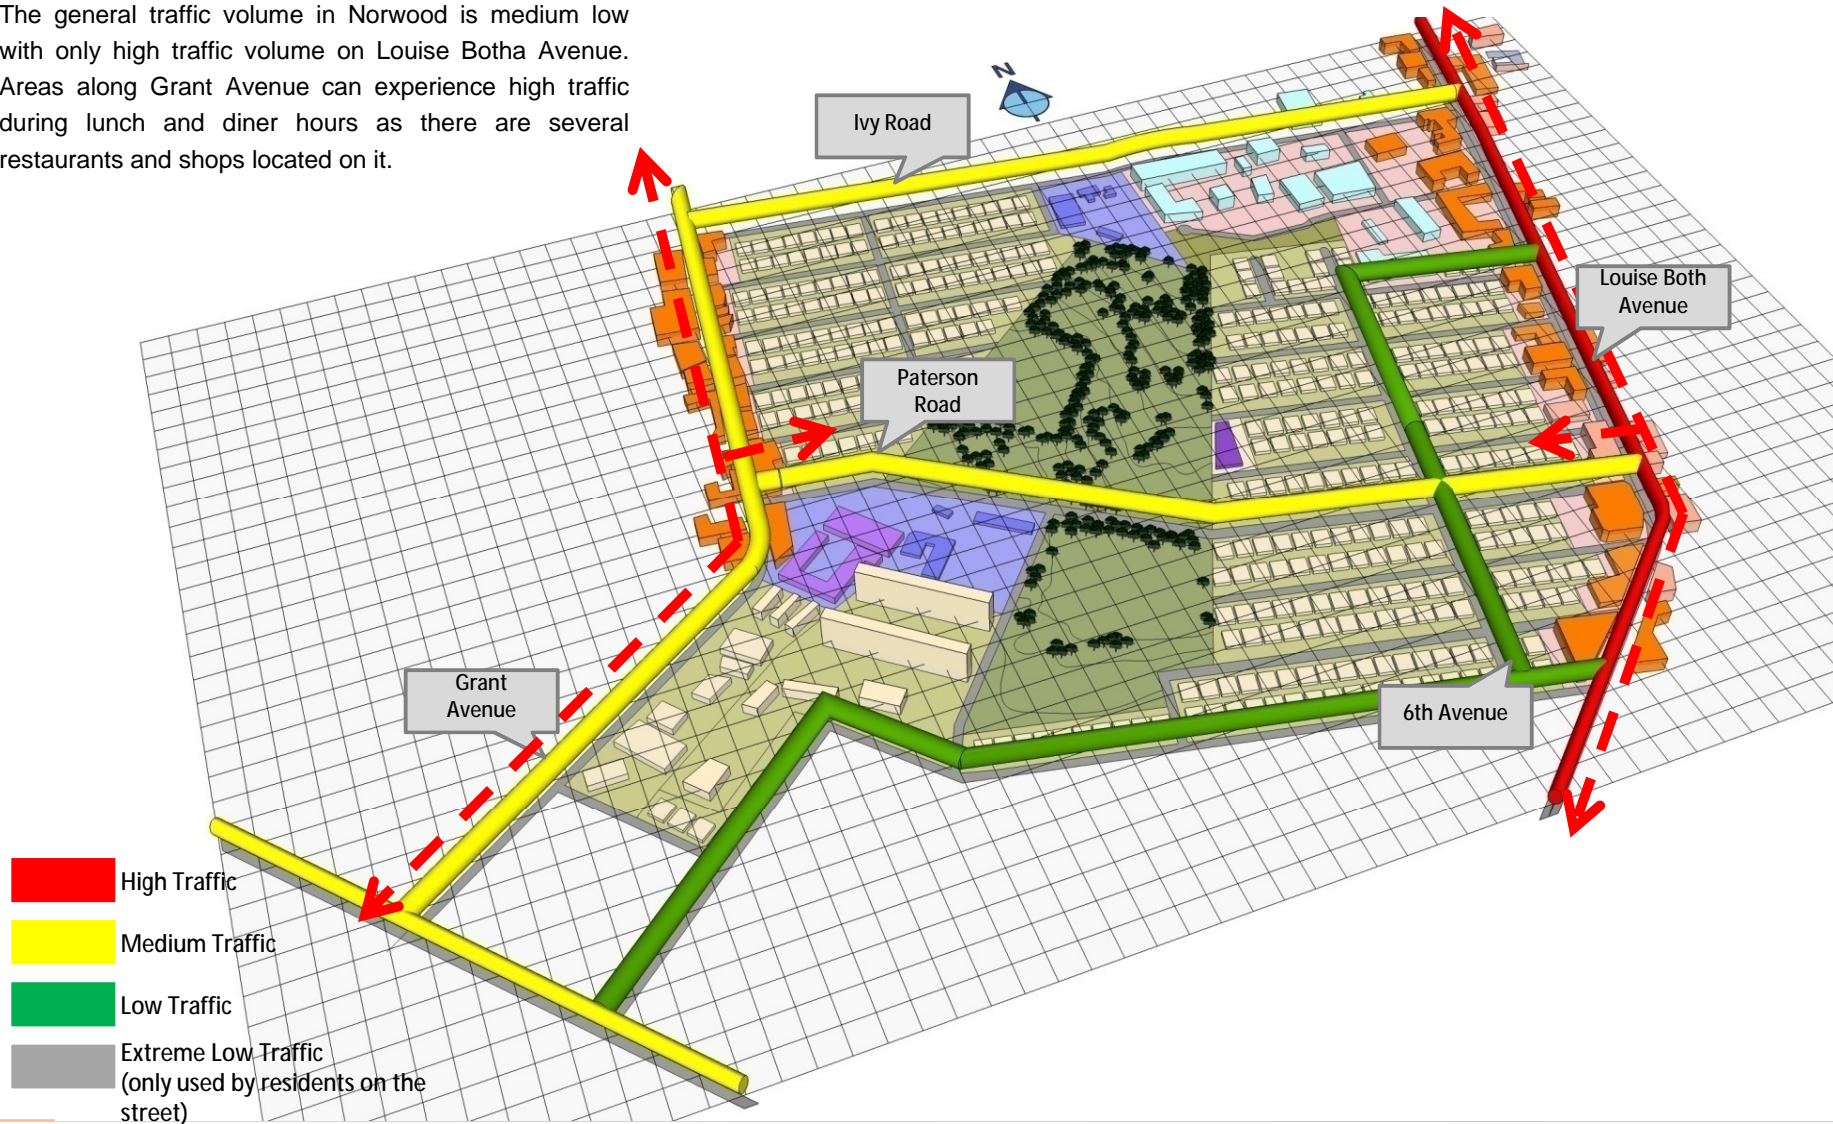 The general traffic volume in Norwood is medium low
with only high traffic volume on Louise Botha Avenue.
Areas along Grant Avenue can experience high traffic
during lunch and diner hours as there are several
restaurants and shops located on it.
N
Ivy Road
Louise Both
Avenue
Paterson
Road
Grant
Avenue
6th Avenue
High Traffic
Medium Traffic
Low Traffic
Extreme Low Traffic
(only used by residents on the
street)